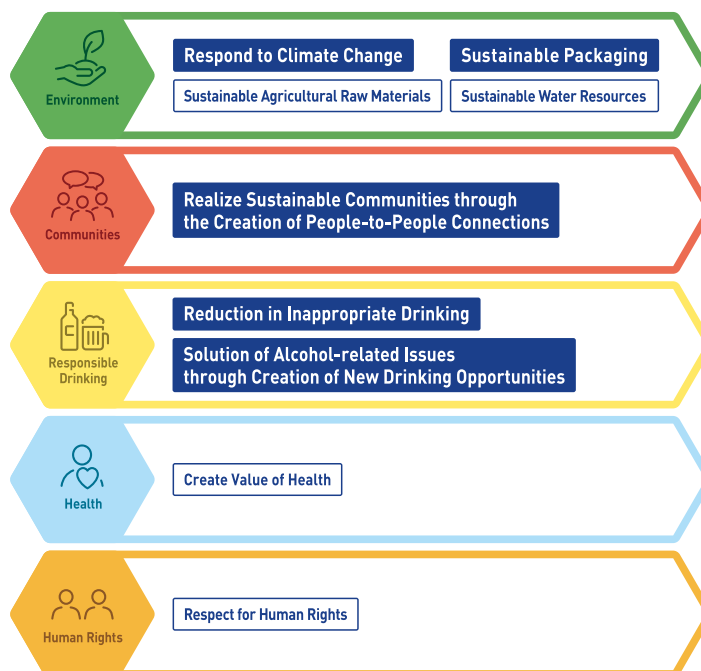 Environment
Respond to Climate Change
Sustainable Packaging
Sustainable Agricultural Raw Materials
Sustainable Water Resources
Communities
Realize Sustainable Communities through
the Creation of People-to-People Connections
Responsible
Drinking
Reduction in Inappropriate Drinking
Solution of Alcohol-related Issues
through Creation of New Drinking Opportunities
Health
Create Value of Health
Human Rights
Respect for Human Rights